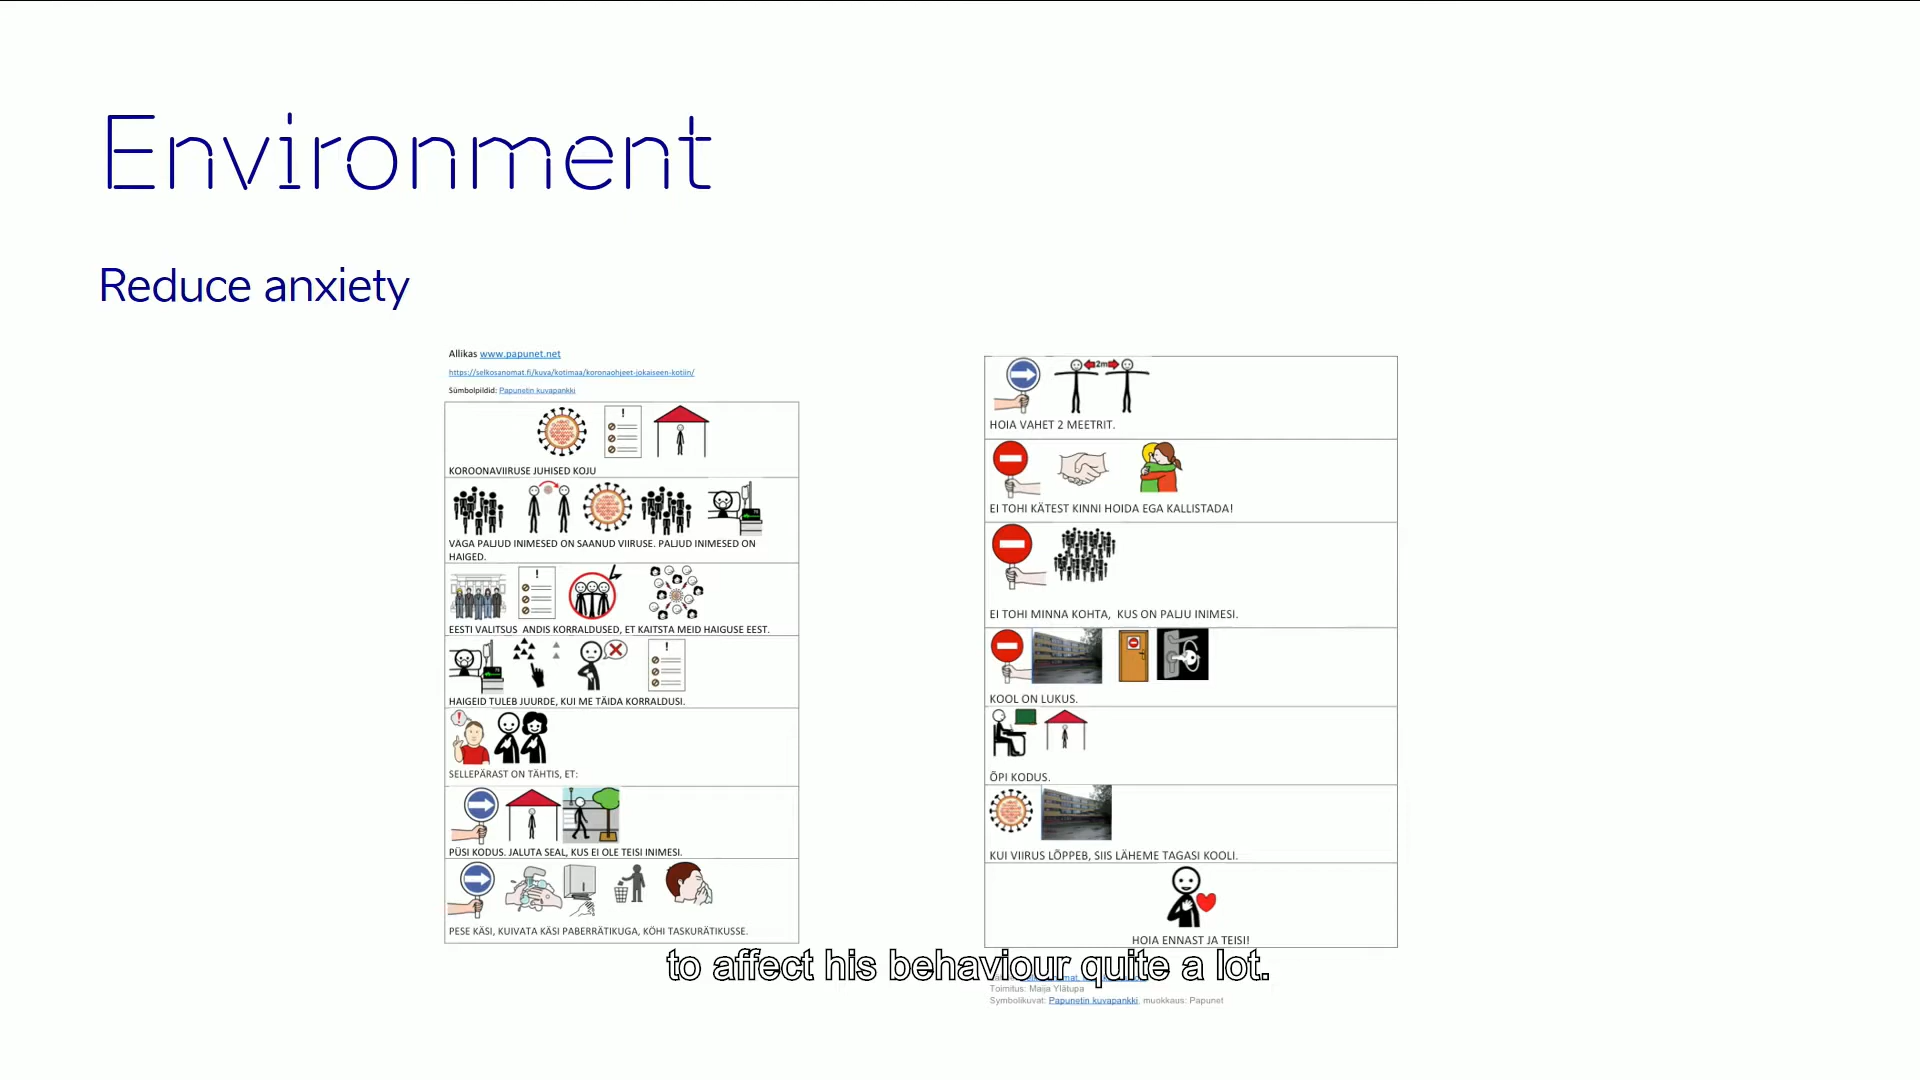 Environment
Reduce anxiety
Allikas www.papunet.net
https://selkosanomat.fi/kuva/kotimaa/koronaohjeet-jokaiseen-kotiin/
Sümbolpildid: Papunetin kuvapankki
KOROONAVIIRUSE JUHISED KOJU
VÄGA PALJUD INIMESED ON SAANUD VIIRUSE. PALJUD INIMESED ON
HAIGED.
EESTI VALITSUS ANDIS KORRALDUSED, ET KAITSTA MEID HAIGUSE EEST.
HAIGEID TULEB JUURDE, KUI ME TÄIDA KORRALDUSI.
SELLEPÄRAST ON TÄHTIS, ET:
PÜSI KODUS. JALUTA SEAL, KUS EI OLE TEISI INIMESI.
PESE KÄSI, KUIVATA KÄSI PABERRÄTIKUGA, KÖHI TASKURÄTIKUSSE.
2m
HOIA VAHET 2 MEETRIT.
EI TOHI KÄTEST KINNI HOIDA EGA KALLISTADA!
EI TOHI MINNA KOHTA, KUS ON PALJU INIMESI.
KOOL ON LUKUS.
ÕPI KODUS.
KUI VIIRUS LÕPPEB, SIIS LÄHEME TAGASI KOOLI.
HOIA ENNAST JA TEISI!
to affect his behaviour quite a lot.
Toimitus: Maija Ylätupa
Symbolikuvat: Papunetin kuvapankki, muokkaus: Papunet